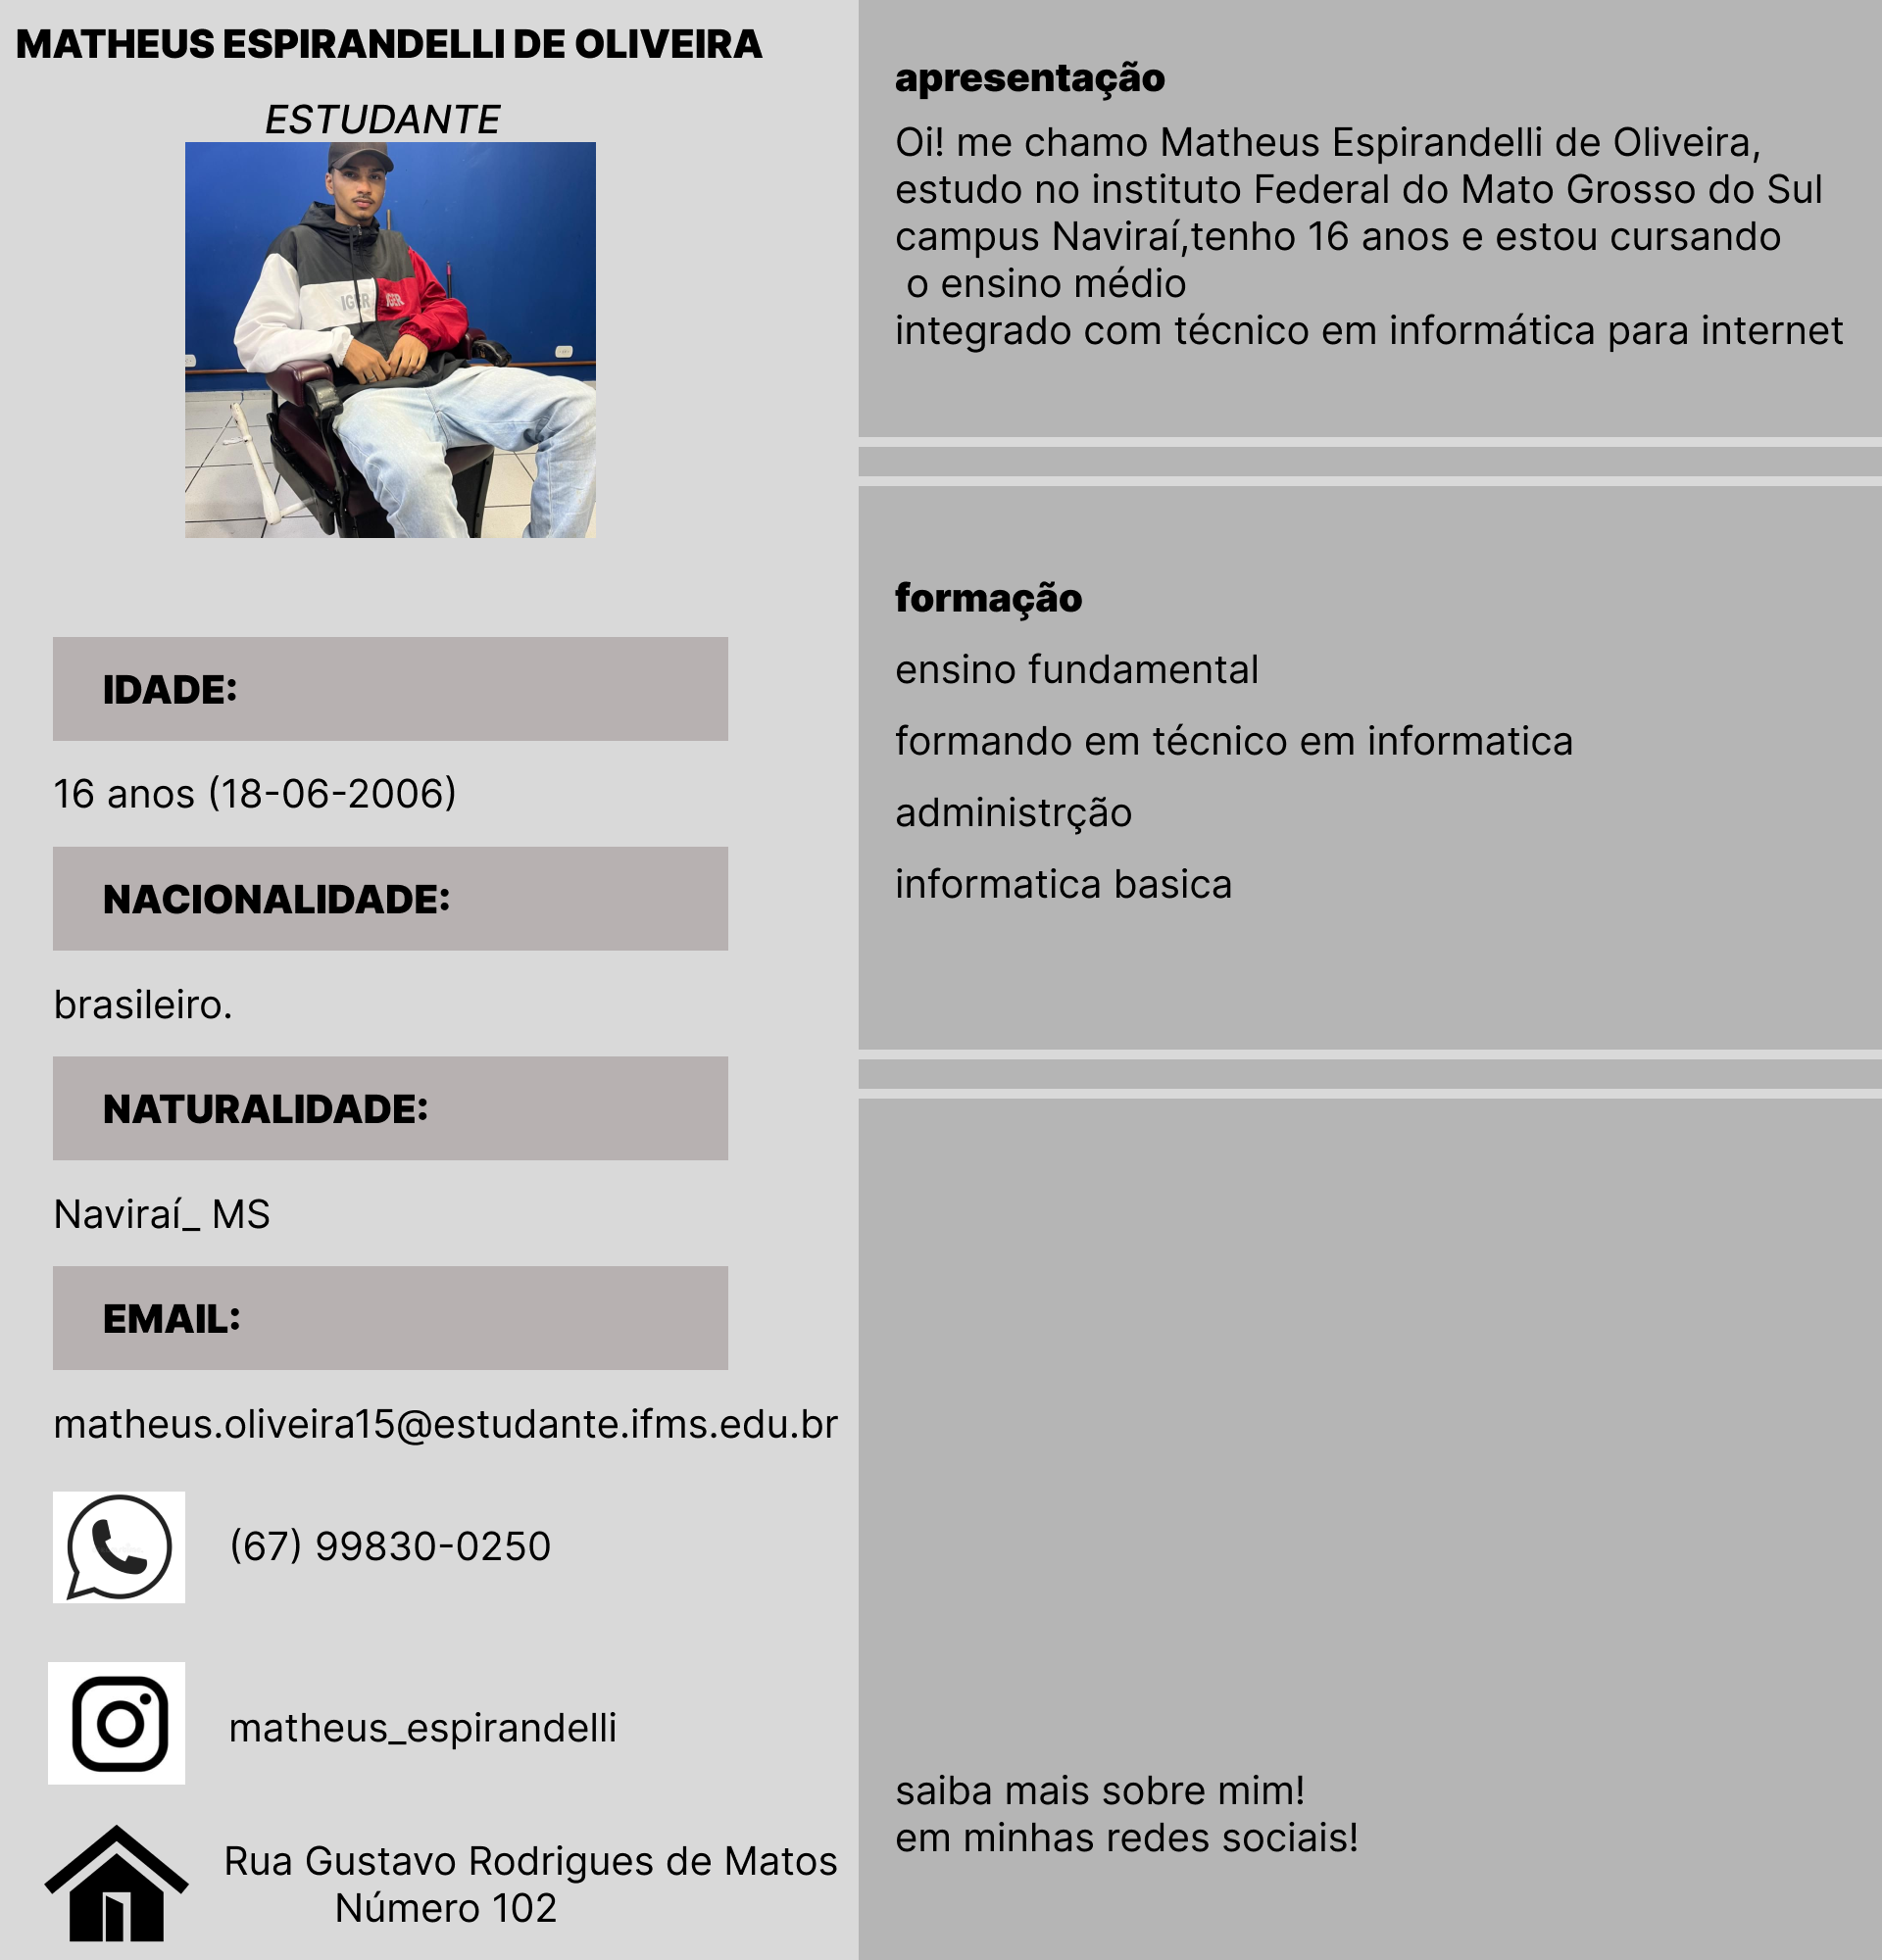 MATHEUS ESPIRANDELLI DE OLIVEIRA
ESTUDANTE
IGER
IGER
IDADE:
16 anos (18-06-2006)
NACIONALIDADE:
brasileiro.
NATURALIDADE:
Naviraí_ MS
EMAIL:
matheus.oliveira15@estudante.ifms.edu.br
(67) 99830-0250
matheus_espirandelli
Rua Gustavo Rodrigues de Matos
Número 102
apresentação
Oi! me chamo Matheus Espirandelli de Oliveira,
estudo no instituto Federal do Mato Grosso do Sul
campus Naviraí,tenho 16 anos e estou cursando
o ensino médio
integrado com técnico em informática para internet
formação
ensino fundamental
formando em técnico em informatica
administrção
informatica basica
saiba mais sobre mim!
em minhas redes sociais!